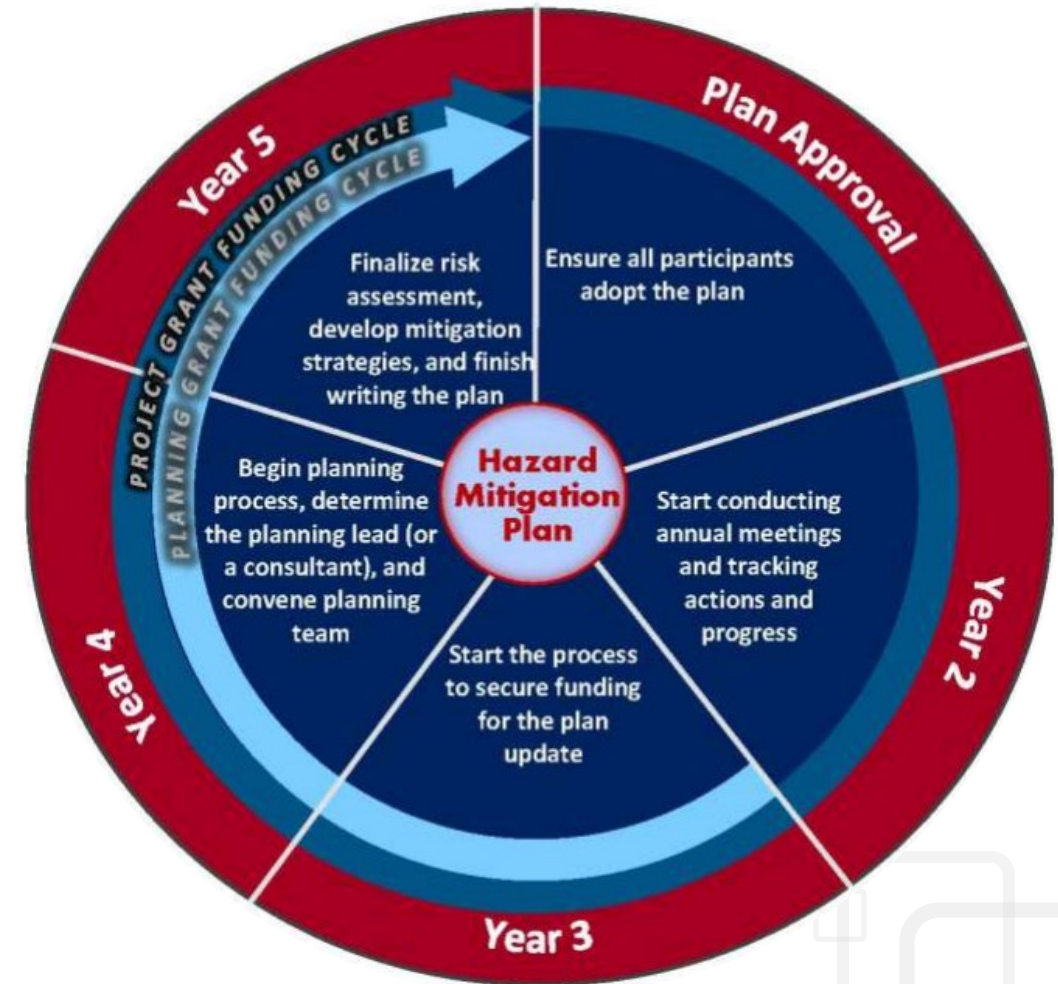 Plan Approval
Ensure all participants
adopt the plan
Year 2
Start conducting
annual meetings
and tracking
actions and
progress
Year 3
Start the process
to secure funding
for the plan
update
Year 4
Begin planning
process, determine
the planning lead (or
a consultant), and
convene planning
team
Year 5
Finalize risk
assessment,
develop mitigation
strategies, and finish
writing the plan
PROJECT GRANT FUNDING CYCLE
PLANNING GRANT FUNDING CYCLE
Hazard
Mitigation
Plan